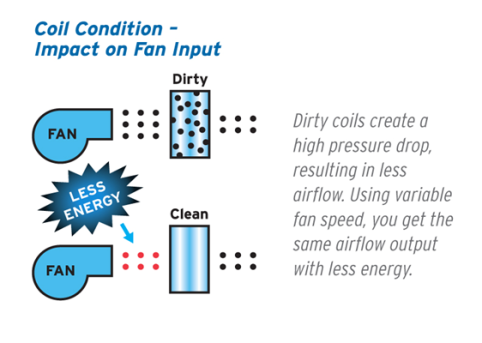 Coil Condition –
Impact on Fan Input
Dirty
FAN
Dirty coils create a
high pressure drop,
resulting in less
airflow. Using variable
fan speed, you get the
same airflow output
with less energy.
LESS
ENERGY
Clean
FAN